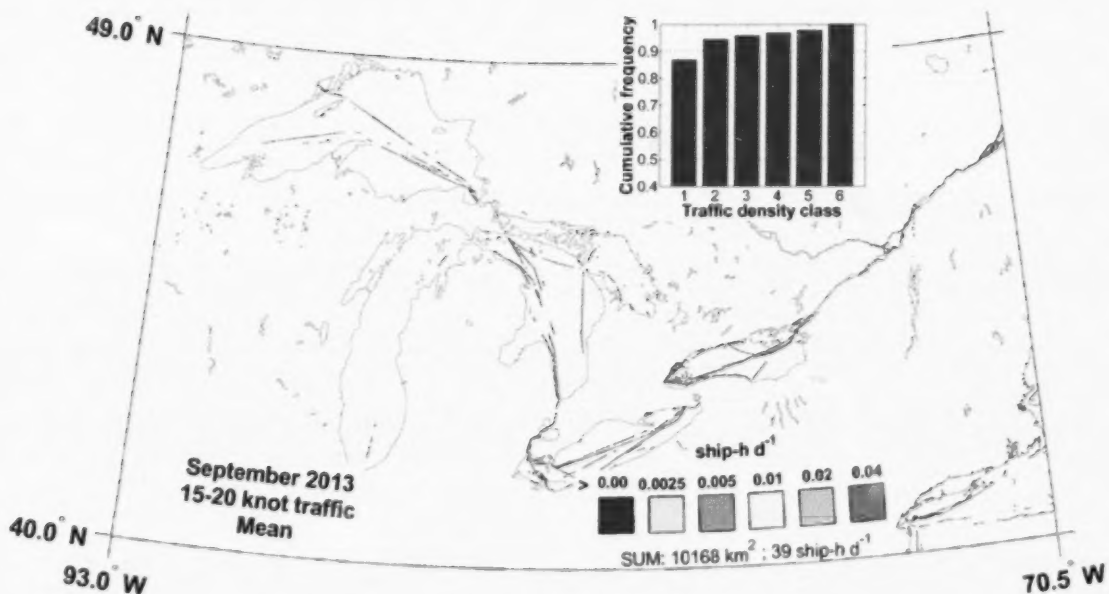 49.0° N
1
0.9
0.8
0.7
0.6
0.5
0.4
Cumulative frequency
1 2 3 4 5 6
Traffic density class
September 2013
15-20 knot traffic
Mean
ship-h d⁻¹
> 0.00 0.0025 0.005 0.01 0.02 0.04
SUM: 10168 km² ; 39 ship-h d⁻¹
40.0° N
93.0° W
70.5° W